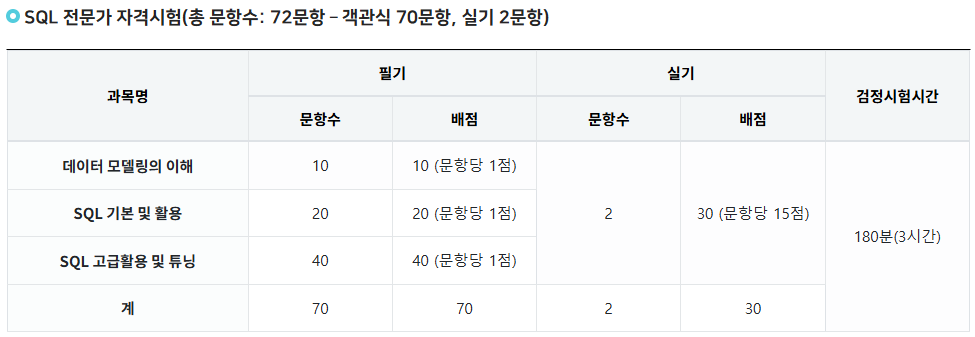 SQL 전문가 자격시험(총 문항수: 72문항 – 객관식 70문항, 실기 2문항)
과목명 필기 실기 검정시험시간
문항수 배점 문항수 배점
데이터 모델링의 이해 10 10 (문항당 1점)
SQL 기본 및 활용 20 20 (문항당 1점) 2 30 (문항당 15점) 180분(3시간)
SQL 고급활용 및 튜닝 40 40 (문항당 1점)
계 70 70 2 30